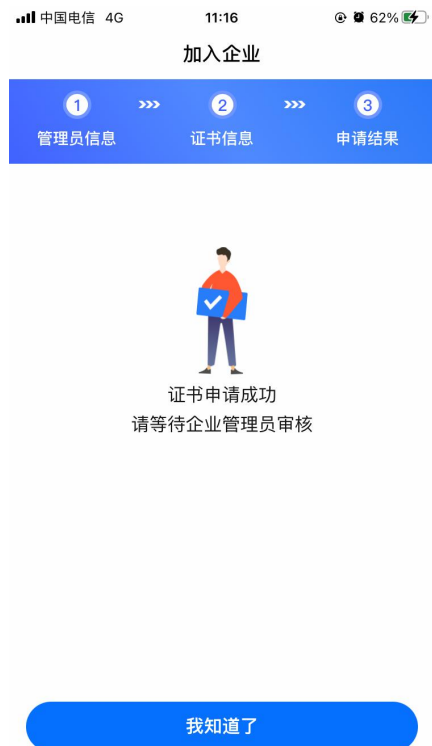 中国电信 4G 11:16 62%
加入企业
1 2 3
管理员信息 证书信息 申请结果
证书申请成功
请等待企业管理员审核
我知道了